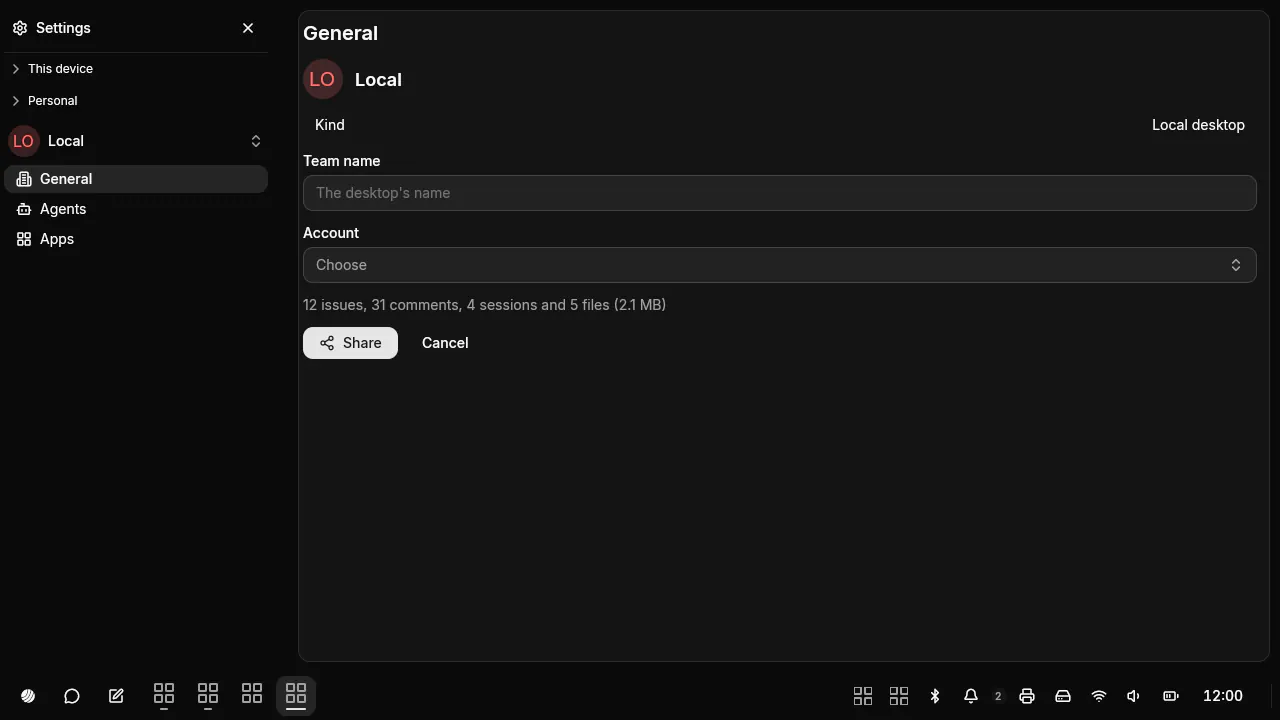 Settings
This device
Personal
LO Local
General
Agents
Apps
General
LO Local
Kind Local desktop
Team name
The desktop's name
Account
Choose
12 issues, 31 comments, 4 sessions and 5 files (2.1 MB)
Share Cancel
2 12:00